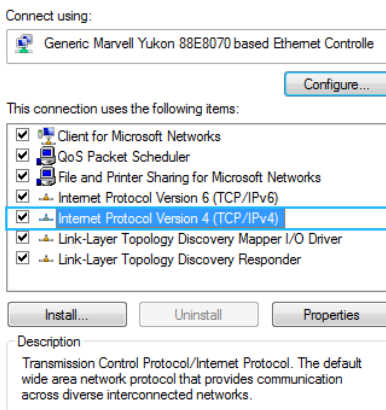 Connect using:
Generic Marvell Yukon 88E8070 based Ethernet Controlle
Configure...
This connection uses the following items:
Client for Microsoft Networks
QoS Packet Scheduler
File and Printer Sharing for Microsoft Networks
Internet Protocol Version 6 (TCP/IPv6)
Internet Protocol Version 4 (TCP/IPv4)
Link-Layer Topology Discovery Mapper I/O Driver
Link-Layer Topology Discovery Responder
Install... Uninstall Properties
Description
Transmission Control Protocol/Internet Protocol. The default
wide area network protocol that provides communication
across diverse interconnected networks.